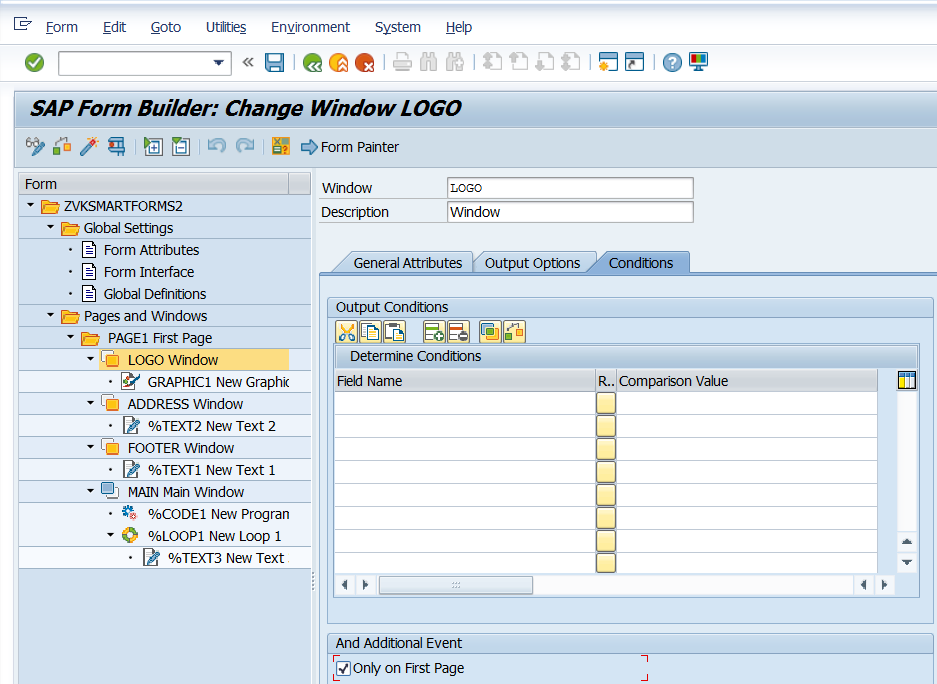 Form Edit Goto Utilities Environment System Help
SAP Form Builder: Change Window LOGO
Form Painter
Form
ZVKSMARTFORMS2
Global Settings
Form Attributes
Form Interface
Global Definitions
Pages and Windows
PAGE1 First Page
LOGO Window
GRAPHIC1 New Graphic
ADDRESS Window
%TEXT2 New Text 2
FOOTER Window
%TEXT1 New Text 1
MAIN Main Window
%CODE1 New Program
%LOOP1 New Loop 1
%TEXT3 New Text
Window LOGO
Description Window
General Attributes Output Options Conditions
Output Conditions
Determine Conditions
Field Name R.. Comparison Value
And Additional Event
Only on First Page